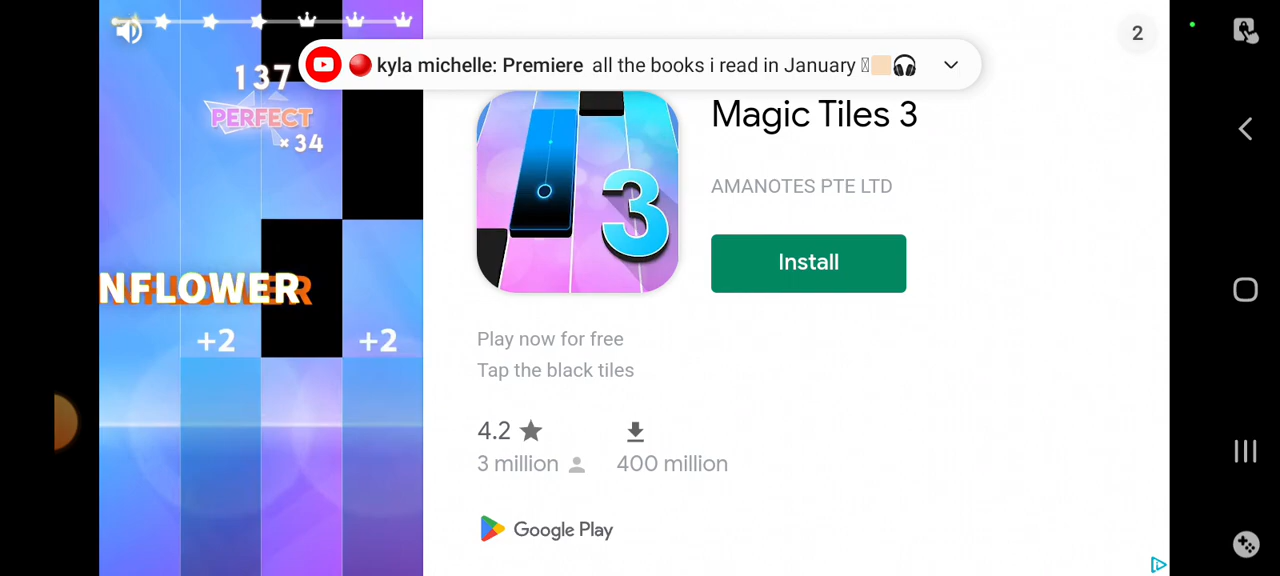 2
🔴 kyla michelle: Premiere all the books i read in January 🎧
137
PERFECT
×34
NFLOWER
+2 +2
3
Magic Tiles 3
AMANOTES PTE LTD
Install
Play now for free
Tap the black tiles
4.2 ★
3 million 400 million
Google Play